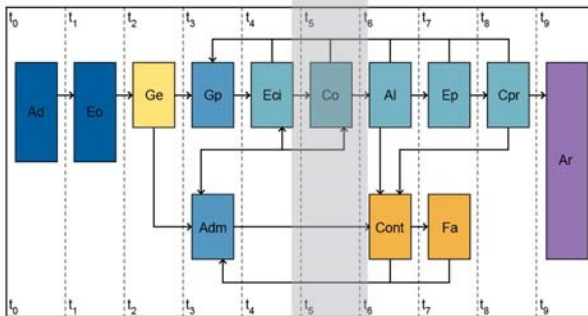 t0 t1 t2 t3 t4 t5 t6 t7 t8 t9
Ad Eo Ge Gp Eci Co Al Ep Cpr Ar
Adm Cont Fa
t0 t1 t2 t3 t4 t5 t6 t7 t8 t9